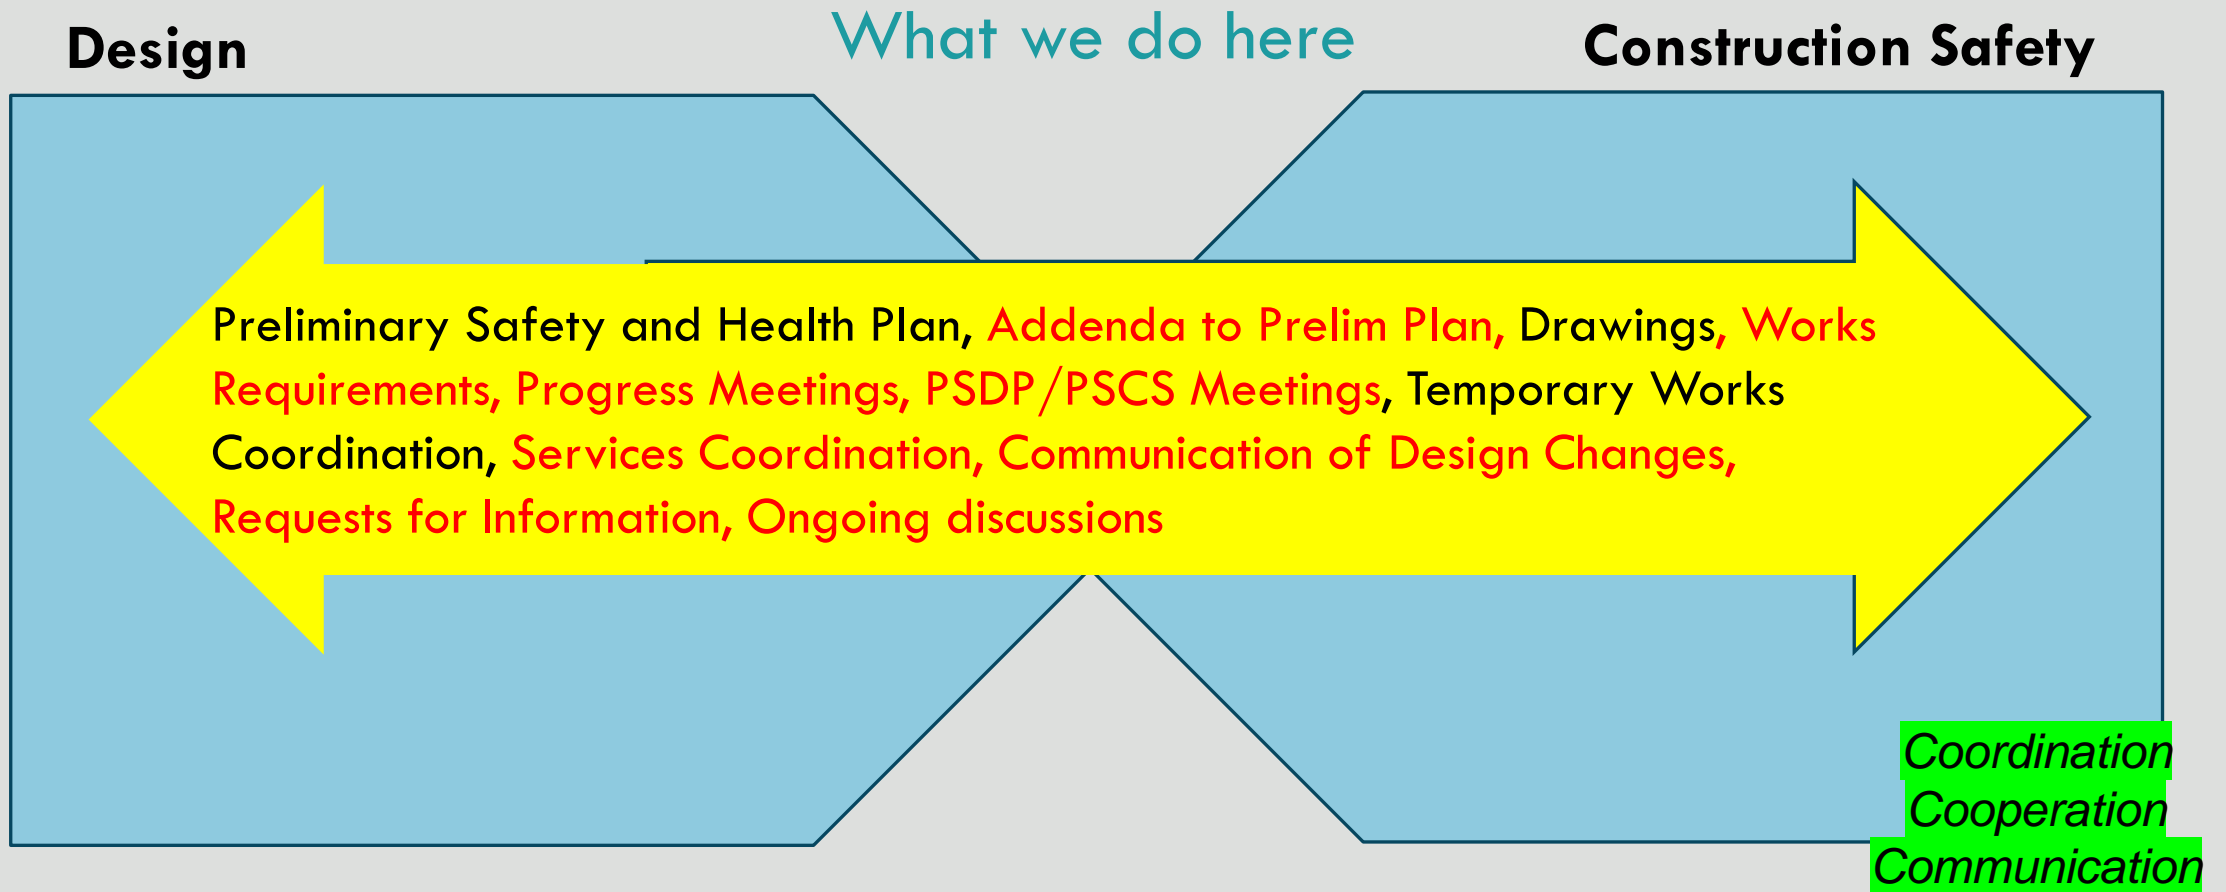 Design
What we do here
Construction Safety
Preliminary Safety and Health Plan, Addenda to Prelim Plan, Drawings, Works
Requirements, Progress Meetings, PSDP/PSCS Meetings, Temporary Works
Coordination, Services Coordination, Communication of Design Changes,
Requests for Information, Ongoing discussions
Coordination
Cooperation
Communication